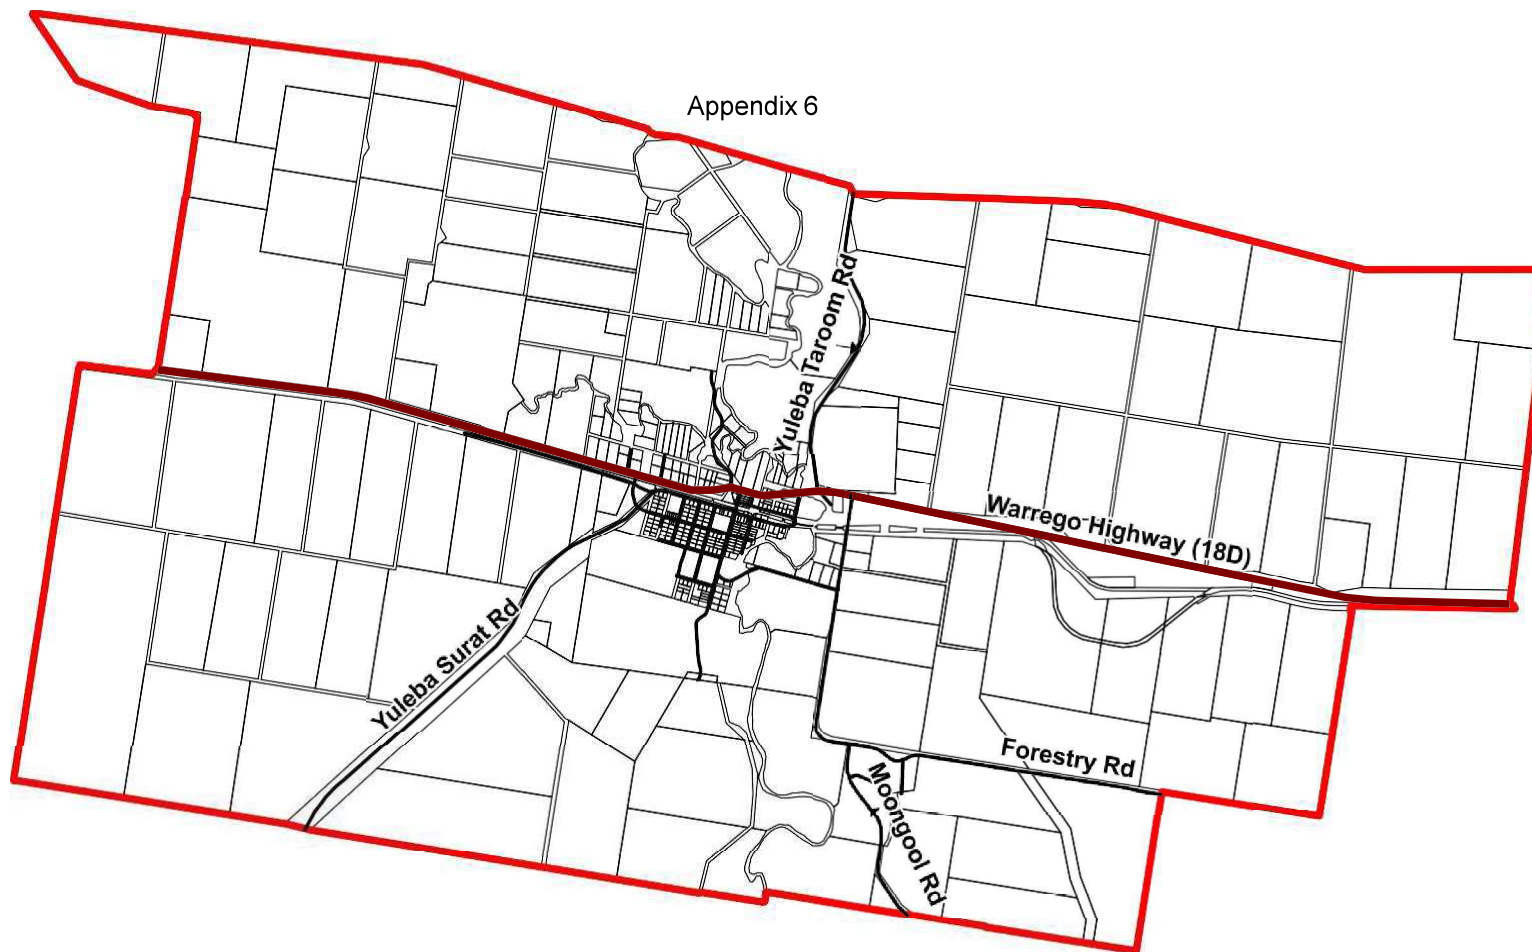 Appendix 6
Yuleba Taroom Rd
Warrego Highway (18D)
Yuleba Surat Rd
Forestry Rd
Moongool Rd